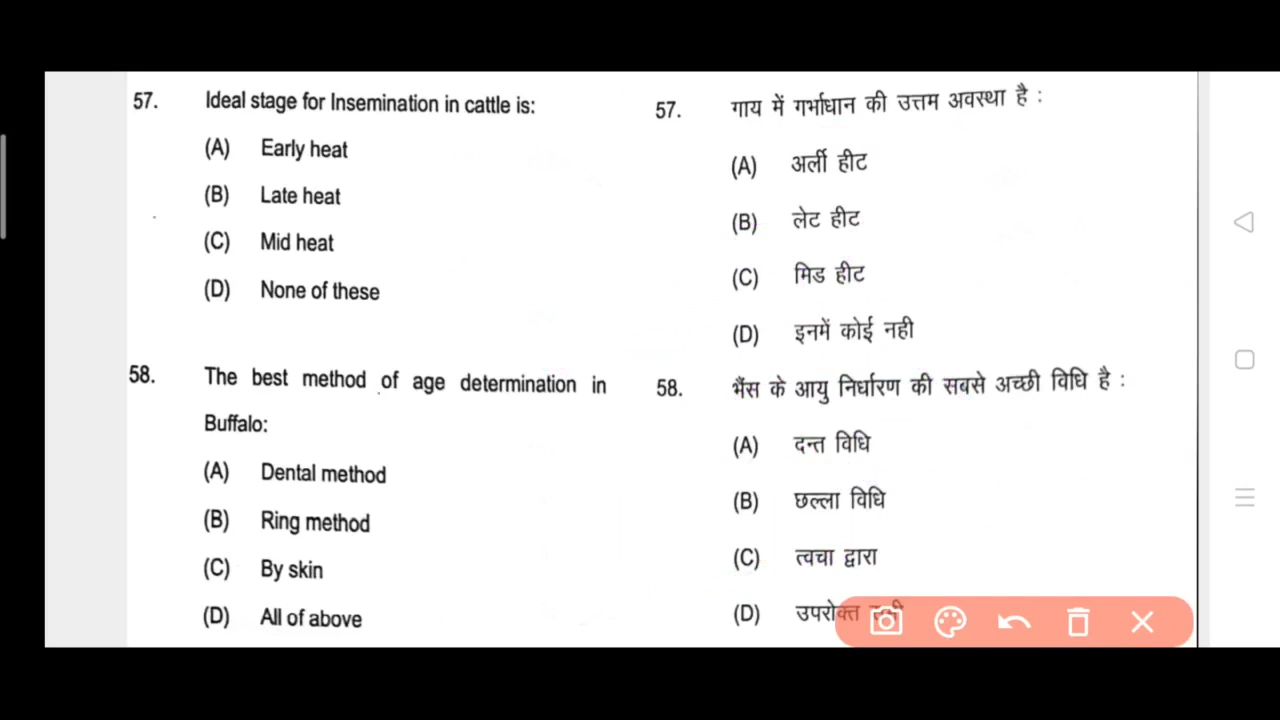 57. Ideal stage for Insemination in cattle is:
(A) Early heat
(B) Late heat
(C) Mid heat
(D) None of these
58. The best method of age determination in
Buffalo:
(A) Dental method
(B) Ring method
(C) By skin
(D) All of above
57. गाय में गर्भाधान की उत्तम अवस्था है :
(A) अर्ली हीट
(B) लेट हीट
(C) मिड हीट
(D) इनमें कोई नही
58. भैंस के आयु निर्धारण की सबसे अच्छी विधि है :
(A) दन्त विधि
(B) छल्ला विधि
(C) त्वचा द्वारा
(D) उपरोक्त